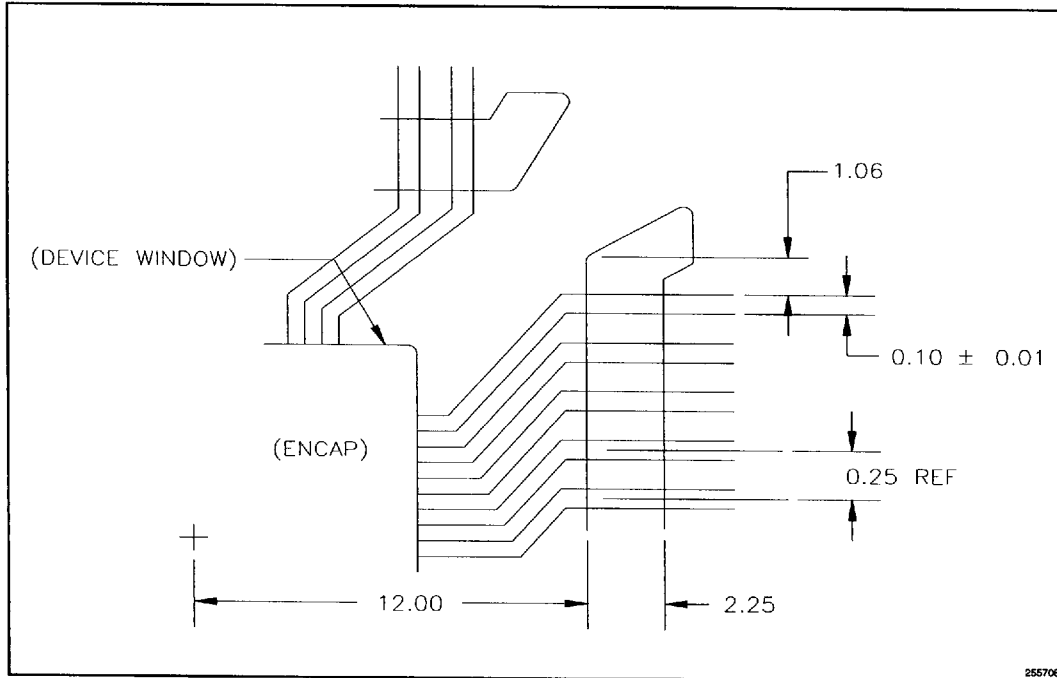 1.06
(DEVICE WINDOW)
0.10 ± 0.01
(ENCAP)
0.25 REF
12.00
2.25
255706